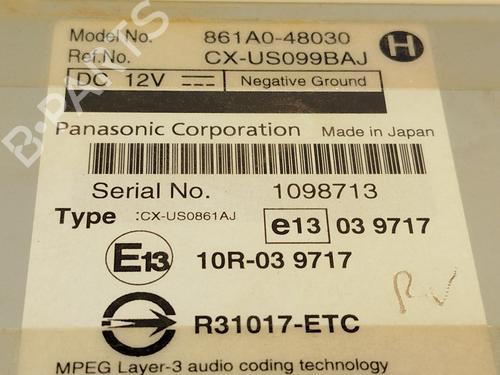 Model No. 861A0-48030 H
Ref.No. CX-US099BAJ
DC 12V Negative Ground
Panasonic Corporation Made in Japan
Serial No. 1098713
Type :CX-US0861AJ e13 03 9717
E13 10R-03 9717
R31017-ETC
MPEG Layer-3 audio coding technology
B-PARTS